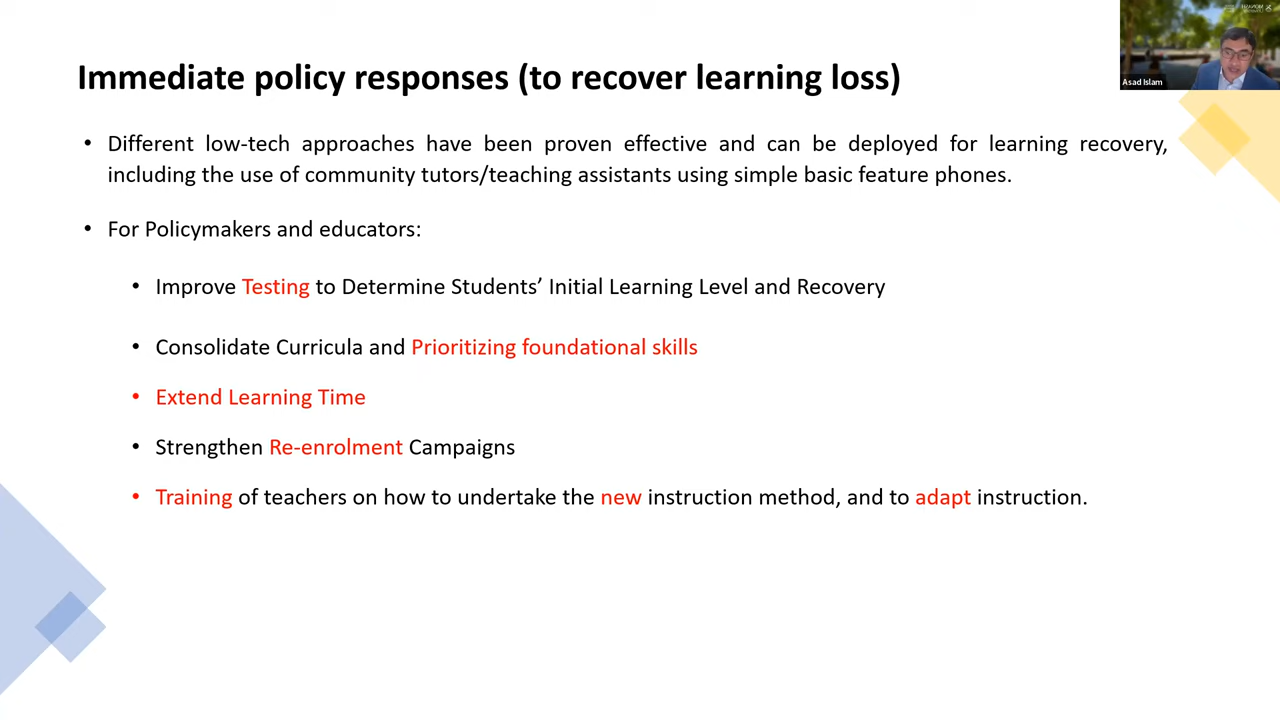 Immediate policy responses (to recover learning loss)
Asad Islam
• Different low-tech approaches have been proven effective and can be deployed for learning recovery,
including the use of community tutors/teaching assistants using simple basic feature phones.
• For Policymakers and educators:
• Improve Testing to Determine Students’ Initial Learning Level and Recovery
• Consolidate Curricula and Prioritizing foundational skills
• Extend Learning Time
• Strengthen Re-enrolment Campaigns
• Training of teachers on how to undertake the new instruction method, and to adapt instruction.